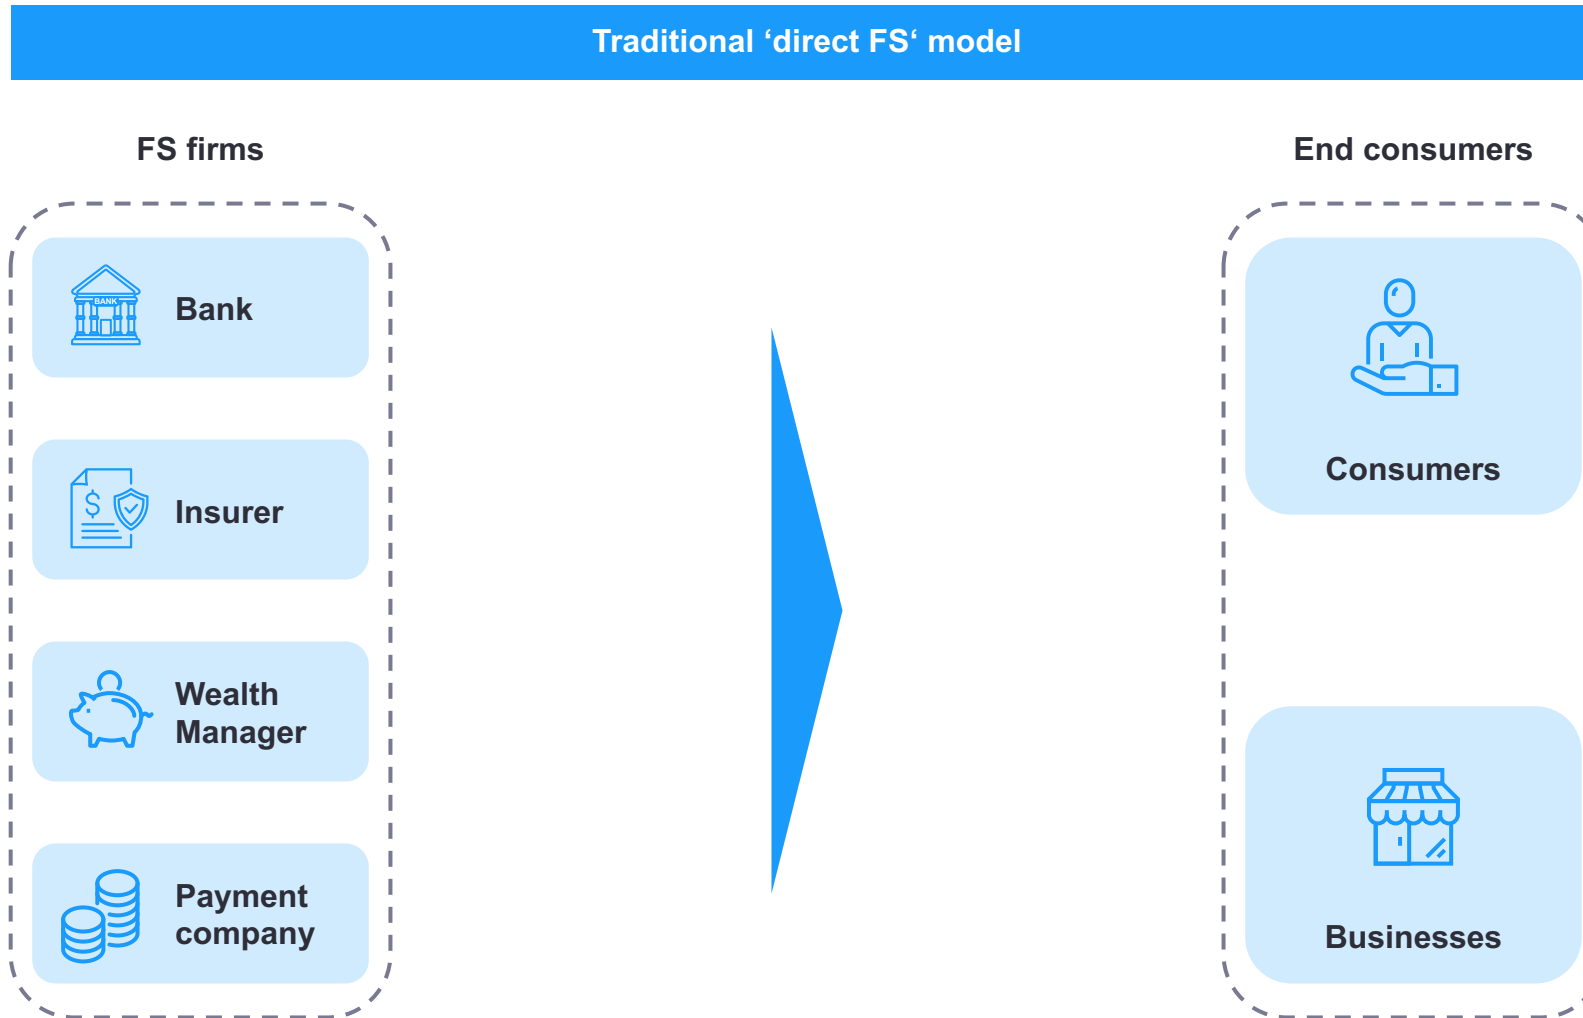 Traditional ‘direct FS‘ model
FS firms
End consumers
BANK
Bank
$
Insurer
Wealth
Manager
Payment
company
Consumers
Businesses